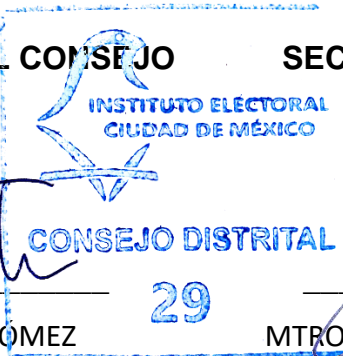 L CONSEJO SEC
INSTITUTO ELECTORAL
CIUDAD DE MÉXICO
CONSEJO DISTRITAL
29
ÓMEZ MTRO